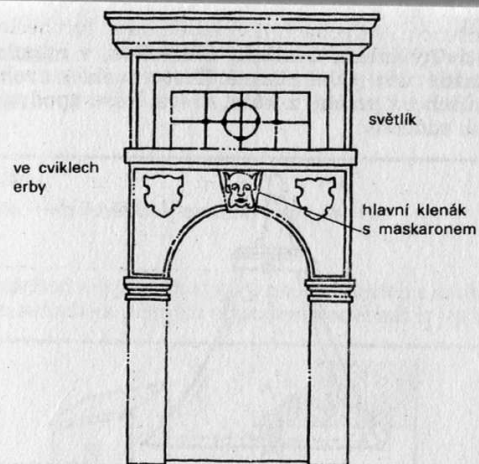 světlík
ve cviklech
erby
hlavní klenák
s maskaronem